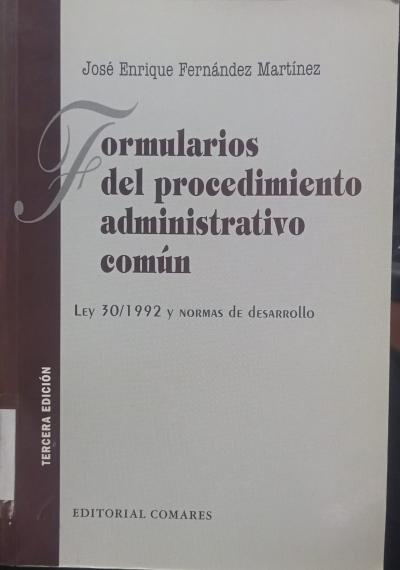 José Enrique Fernández Martínez
Formularios
del procedimiento
administrativo
común
Ley 30/1992 y normas de desarrollo
TERCERA EDICIÓN
EDITORIAL COMARES